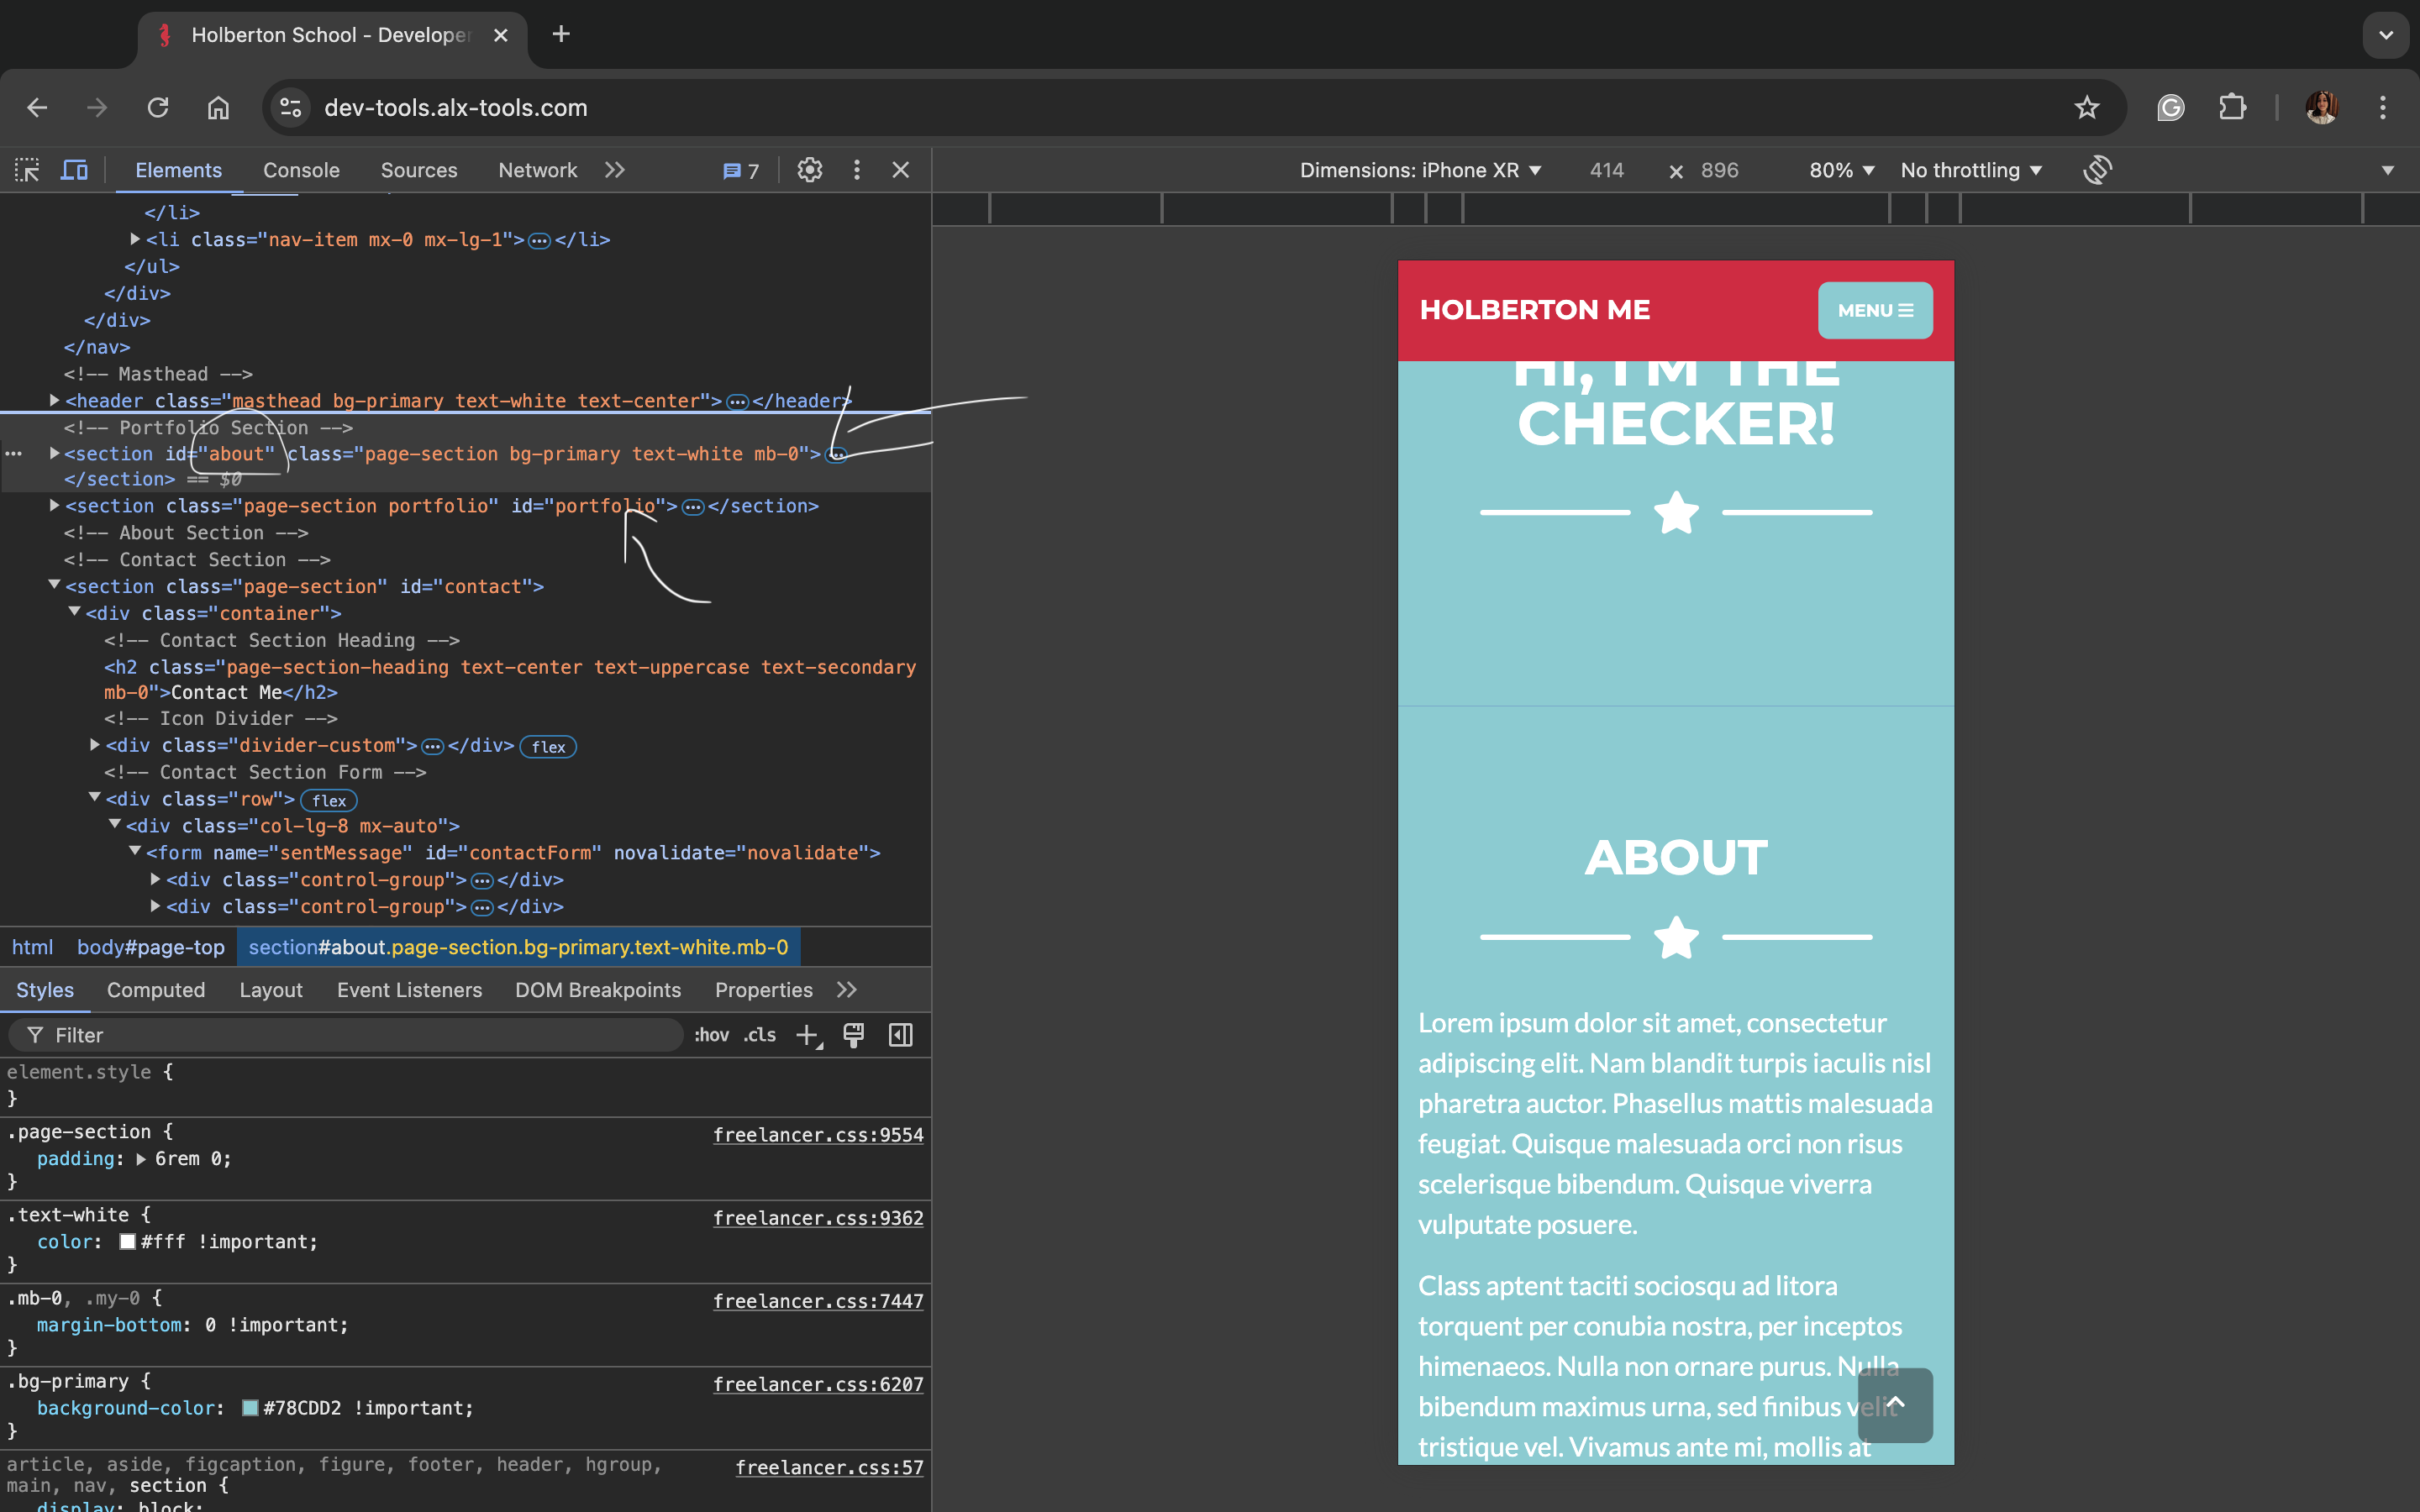 Holberton School - Develope
dev-tools.alx-tools.com
Elements Console Sources Network 7
Dimensions: iPhone XR ▼ 414 × 896 80% ▼ No throttling ▼
</li>
▶<li class="nav-item mx-0 mx-lg-1">…</li>
</ul>
</div>
</div>
</nav>
<!-- Masthead -->
▶<header class="masthead bg-primary text-white text-center">…</header>
<!-- Portfolio Section -->
▶<section id="about" class="page-section bg-primary text-white mb-0">…
</section> == $0
▶<section class="page-section portfolio" id="portfolio">…</section>
<!-- About Section -->
<!-- Contact Section -->
▼<section class="page-section" id="contact">
▼<div class="container">
<!-- Contact Section Heading -->
<h2 class="page-section-heading text-center text-uppercase text-secondary
mb-0">Contact Me</h2>
<!-- Icon Divider -->
▶<div class="divider-custom">…</div> flex
<!-- Contact Section Form -->
▼<div class="row"> flex
▼<div class="col-lg-8 mx-auto">
▼<form name="sentMessage" id="contactForm" novalidate="novalidate">
▶<div class="control-group">…</div>
▶<div class="control-group">…</div>
html body#page-top section#about.page-section.bg-primary.text-white.mb-0
Styles Computed Layout Event Listeners DOM Breakpoints Properties
Filter :hov .cls
element.style {
}
.page-section { freelancer.css:9554
padding: ▶ 6rem 0;
}
.text-white { freelancer.css:9362
color: #fff !important;
}
.mb-0, .my-0 { freelancer.css:7447
margin-bottom: 0 !important;
}
.bg-primary { freelancer.css:6207
background-color: #78CDD2 !important;
}
article, aside, figcaption, figure, footer, header, hgroup, freelancer.css:57
main, nav, section {
display: block;
HOLBERTON ME MENU
HI, I'M THE
CHECKER!
ABOUT
Lorem ipsum dolor sit amet, consectetur
adipiscing elit. Nam blandit turpis iaculis nisl
pharetra auctor. Phasellus mattis malesuada
feugiat. Quisque malesuada orci non risus
scelerisque bibendum. Quisque viverra
vulputate posuere.
Class aptent taciti sociosqu ad litora
torquent per conubia nostra, per inceptos
himenaeos. Nulla non ornare purus. Nulla
bibendum maximus urna, sed finibus velit
tristique vel. Vivamus ante mi, mollis at